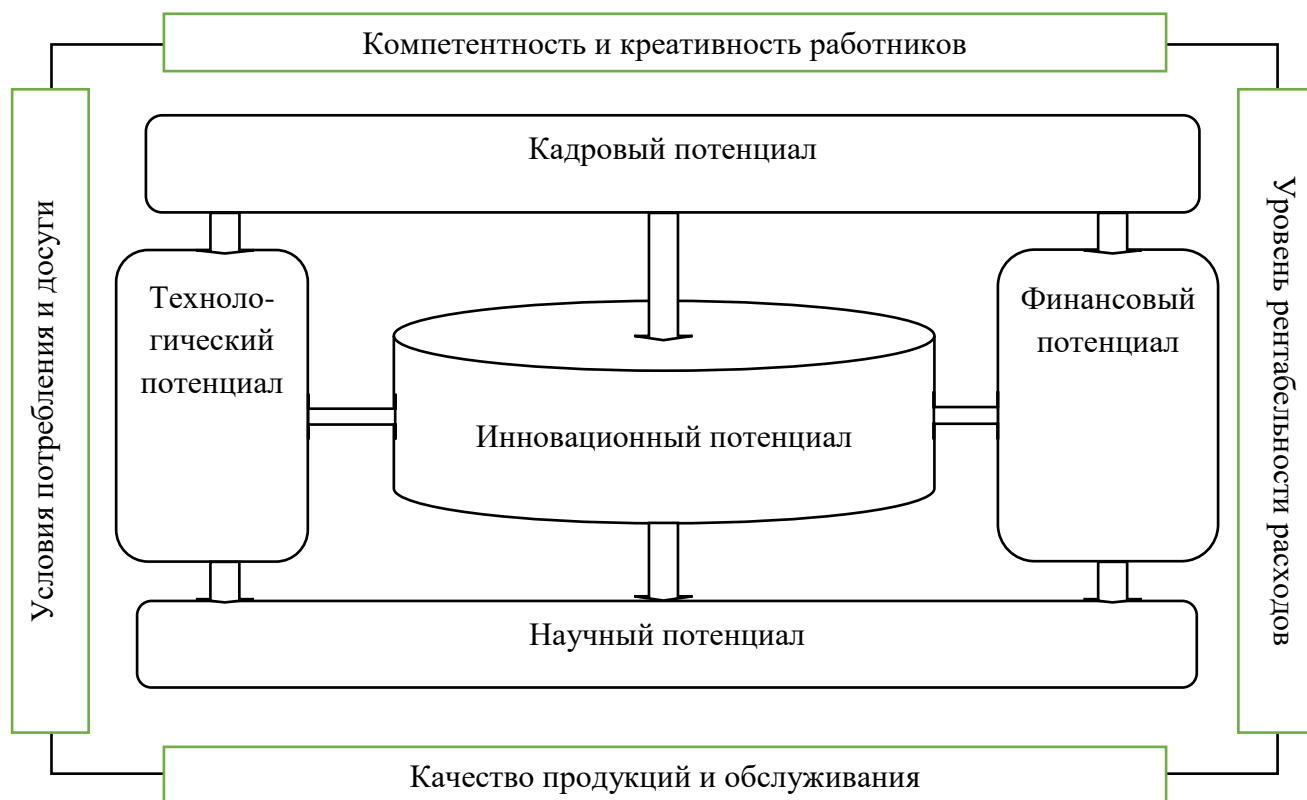 Компетентность и креативность работников
Кадровый потенциал
Условия потребления и досуги
Техноло-
гический
потенциал
Инновационный потенциал
Финансовый
потенциал
Уровень рентабельности расходов
Научный потенциал
Качество продукций и обслуживания